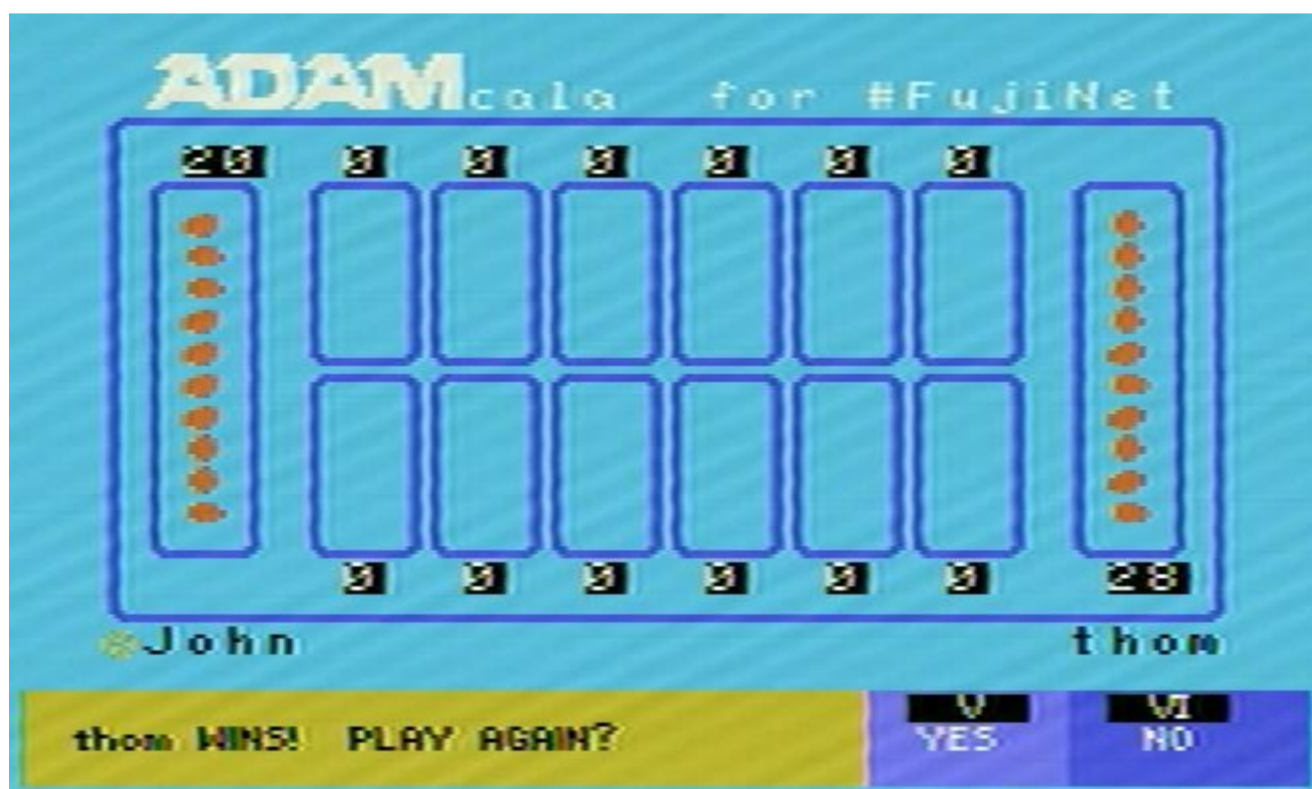 ADAMcala for #FujiNet
20 0 0 0 0 0 0
0 0 0 0 0 0 28
John thom
thom WINS! PLAY AGAIN?
V VI
YES NO